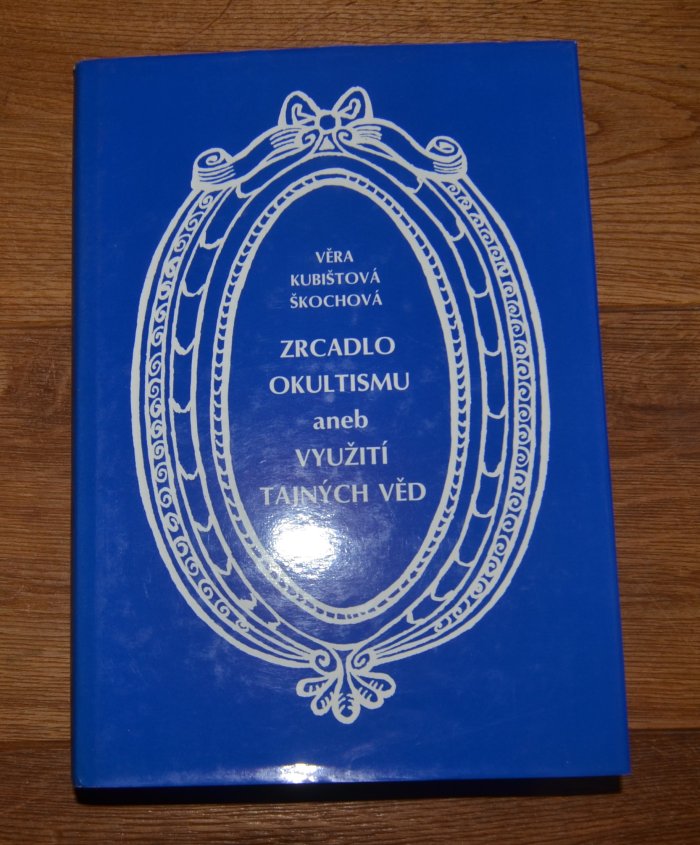 VĚRA
KUBIŠTOVÁ
ŠKOCHOVÁ
ZRCADLO
OKULTISMU
aneb
VYUŽITÍ
TAJNÝCH VĚD